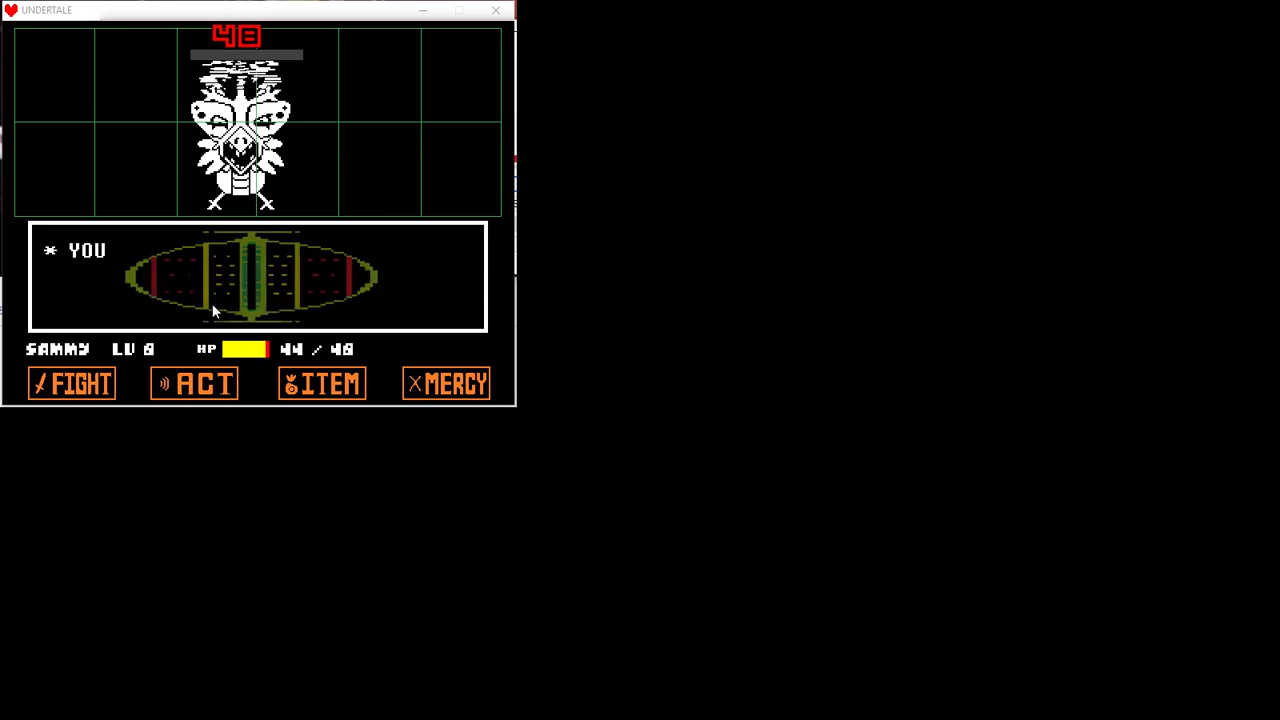 UNDERTALE
48
* YOU
SAMMY LV 8 HP 44 / 48
FIGHT ACT ITEM MERCY